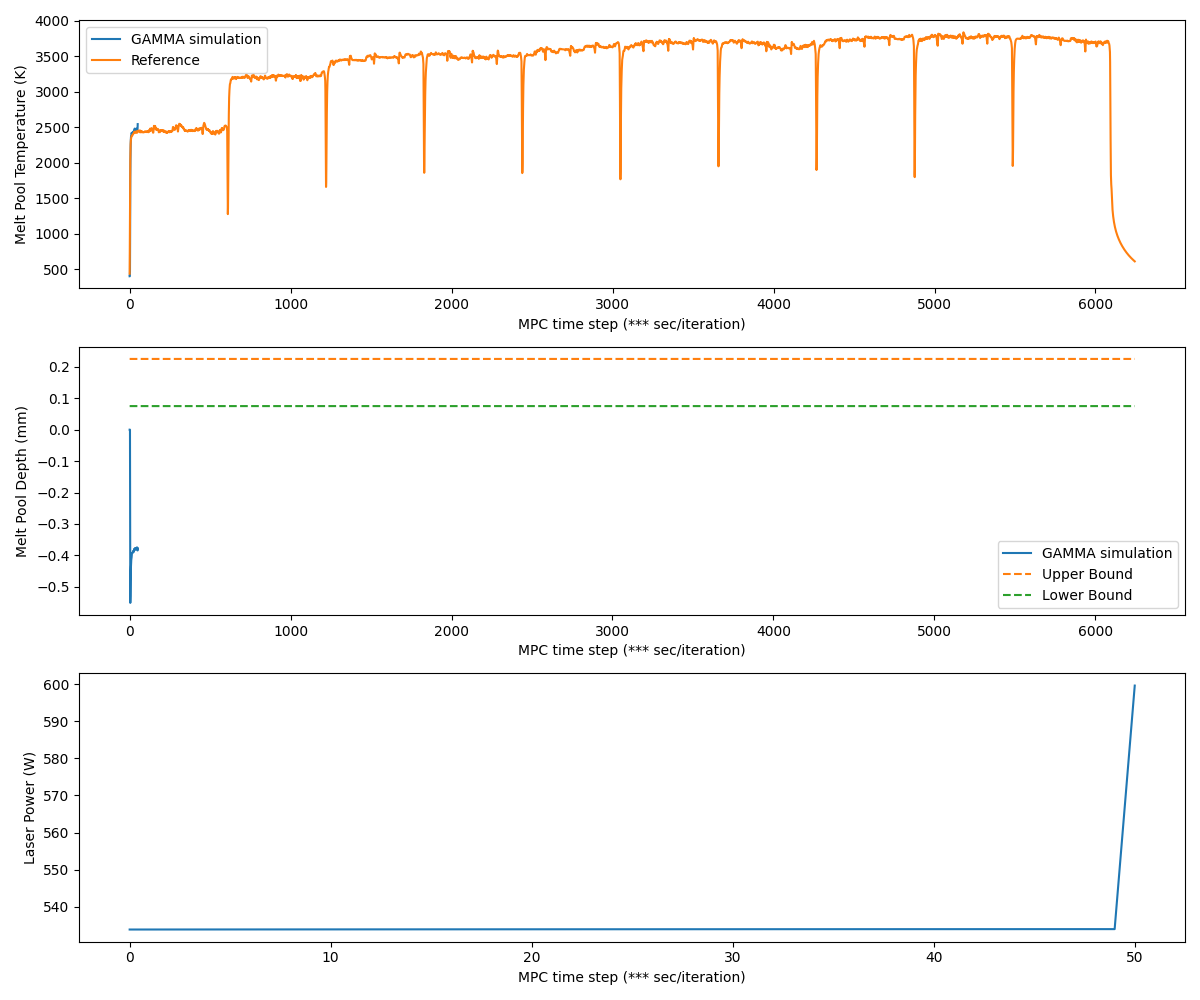 4000
3500
3000
2500
2000
1500
1000
500
Melt Pool Temperature (K)
GAMMA simulation
Reference
0 1000 2000 3000 4000 5000 6000
MPC time step (*** sec/iteration)
0.2
0.1
0.0
−0.1
−0.2
−0.3
−0.4
−0.5
Melt Pool Depth (mm)
GAMMA simulation
Upper Bound
Lower Bound
0 1000 2000 3000 4000 5000 6000
MPC time step (*** sec/iteration)
600
590
580
570
560
550
540
Laser Power (W)
0 10 20 30 40 50
MPC time step (*** sec/iteration)